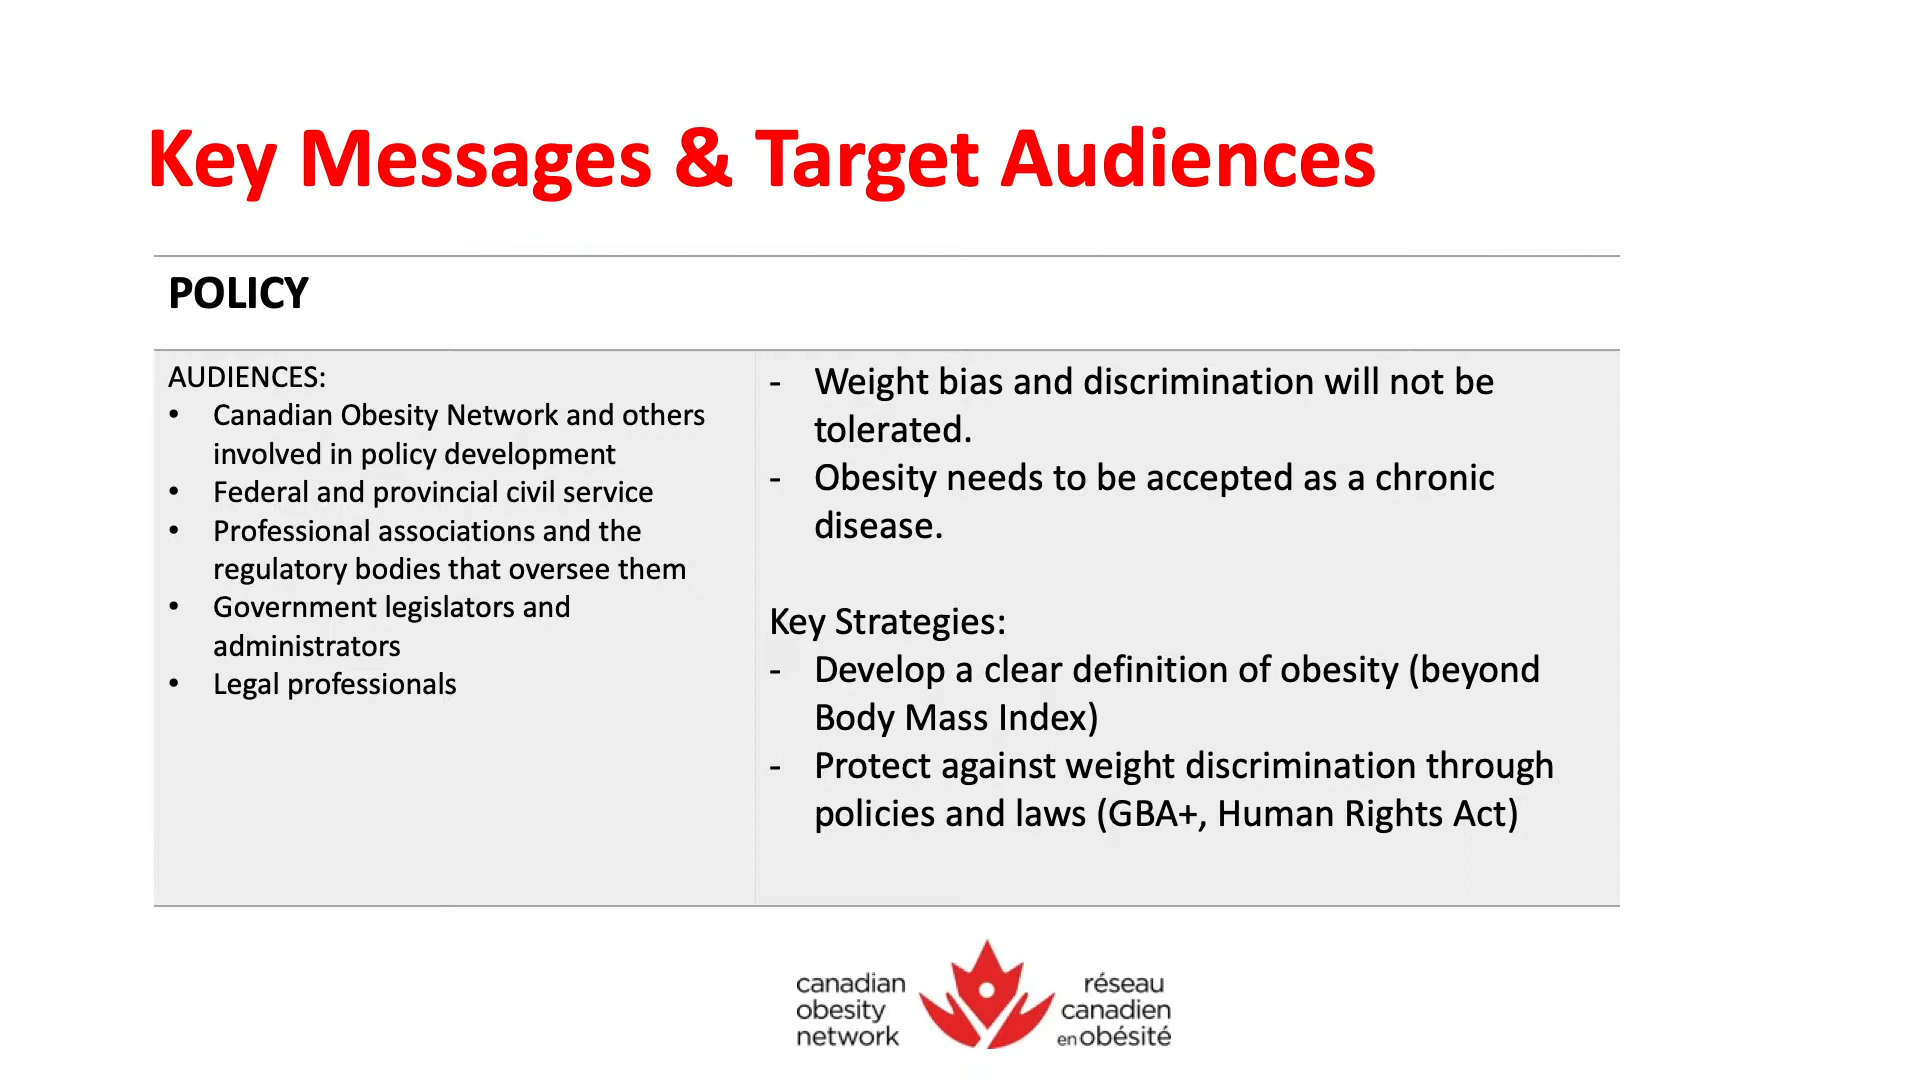 Key Messages & Target Audiences
POLICY
AUDIENCES:
• Canadian Obesity Network and others
involved in policy development
• Federal and provincial civil service
• Professional associations and the
regulatory bodies that oversee them
• Government legislators and
administrators
• Legal professionals
- Weight bias and discrimination will not be
tolerated.
- Obesity needs to be accepted as a chronic
disease.
Key Strategies:
- Develop a clear definition of obesity (beyond
Body Mass Index)
- Protect against weight discrimination through
policies and laws (GBA+, Human Rights Act)
canadian
obesity
network
réseau
canadien
en obésité